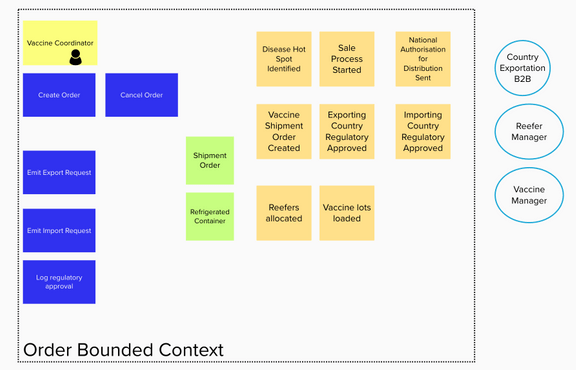 Vaccine Coordinator
Create Order
Cancel Order
Emit Export Request
Emit Import Request
Log regulatory
approval
Shipment
Order
Refrigerated
Container
Disease Hot
Spot
Identified
Sale
Process
Started
National
Authorisation
for
Distribution
Sent
Vaccine
Shipment
Order
Created
Exporting
Country
Regulatory
Approved
Importing
Country
Regulatory
Approved
Reefers
allocated
Vaccine lots
loaded
Country
Exportation
B2B
Reefer
Manager
Vaccine
Manager
Order Bounded Context